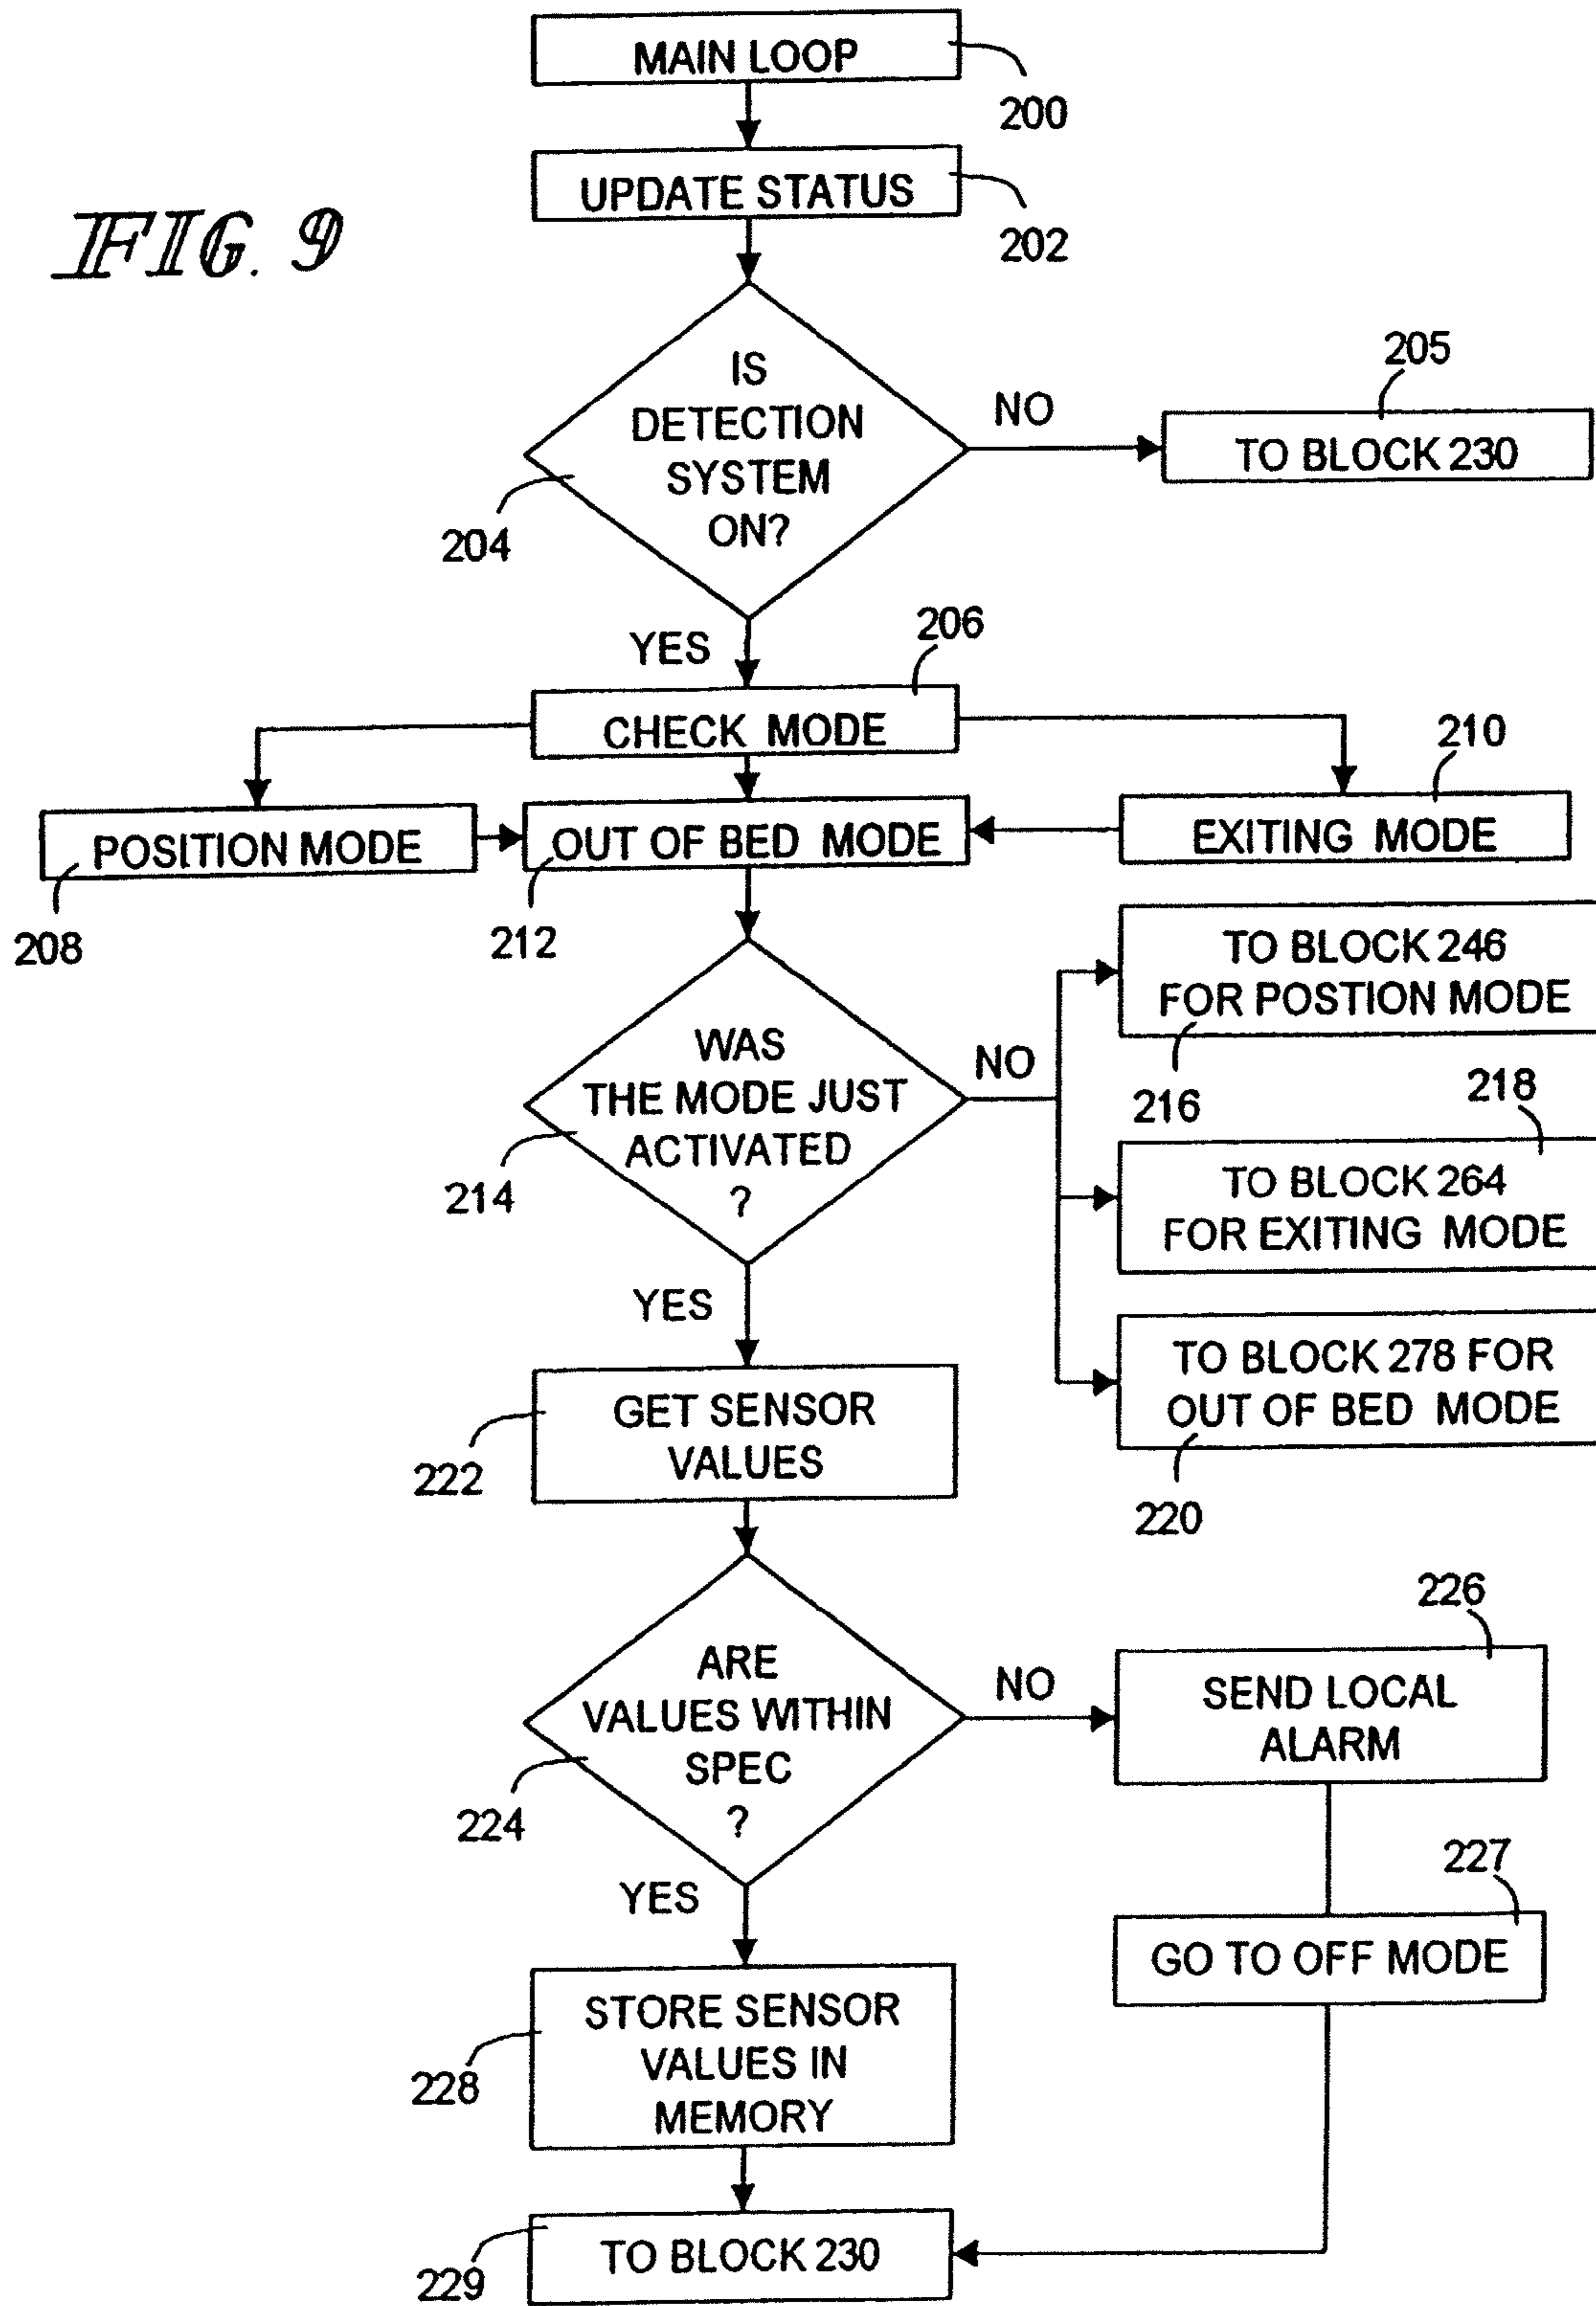 FIG. 9
MAIN LOOP
200
UPDATE STATUS
202
IS
DETECTION
SYSTEM
ON?
204
NO
205
TO BLOCK 230
YES
206
CHECK MODE
210
POSITION MODE
208
OUT OF BED MODE
212
EXITING MODE
WAS
THE MODE JUST
ACTIVATED
?
214
NO
TO BLOCK 246
FOR POSTION MODE
216
218
TO BLOCK 264
FOR EXITING MODE
TO BLOCK 278 FOR
OUT OF BED MODE
220
YES
GET SENSOR
VALUES
222
ARE
VALUES WITHIN
SPEC
?
224
NO
226
SEND LOCAL
ALARM
227
GO TO OFF MODE
YES
STORE SENSOR
VALUES IN
MEMORY
228
TO BLOCK 230
229